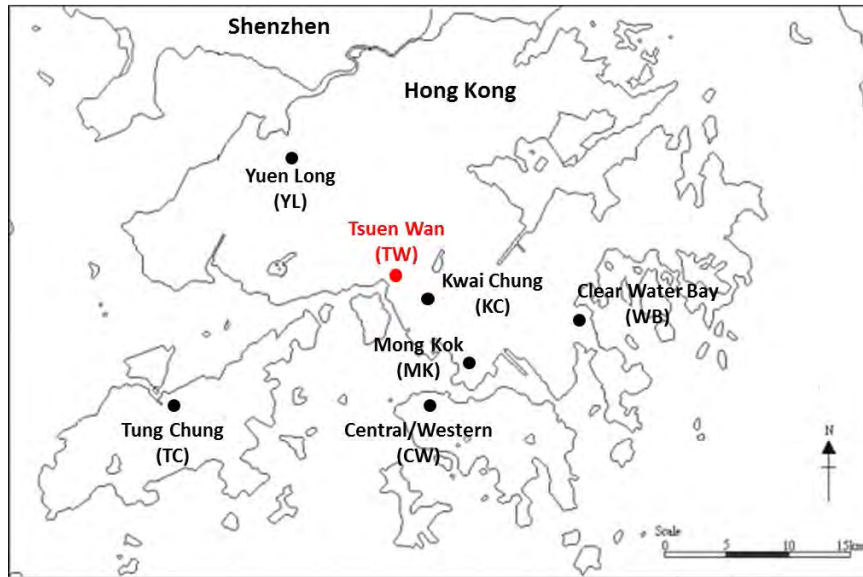 Shenzhen
Hong Kong
Yuen Long
(YL)
Tsuen Wan
(TW)
Kwai Chung
(KC)
Clear Water Bay
(WB)
Mong Kok
(MK)
Tung Chung
(TC)
Central/Western
(CW)
N
Scale
0 5 10 15km